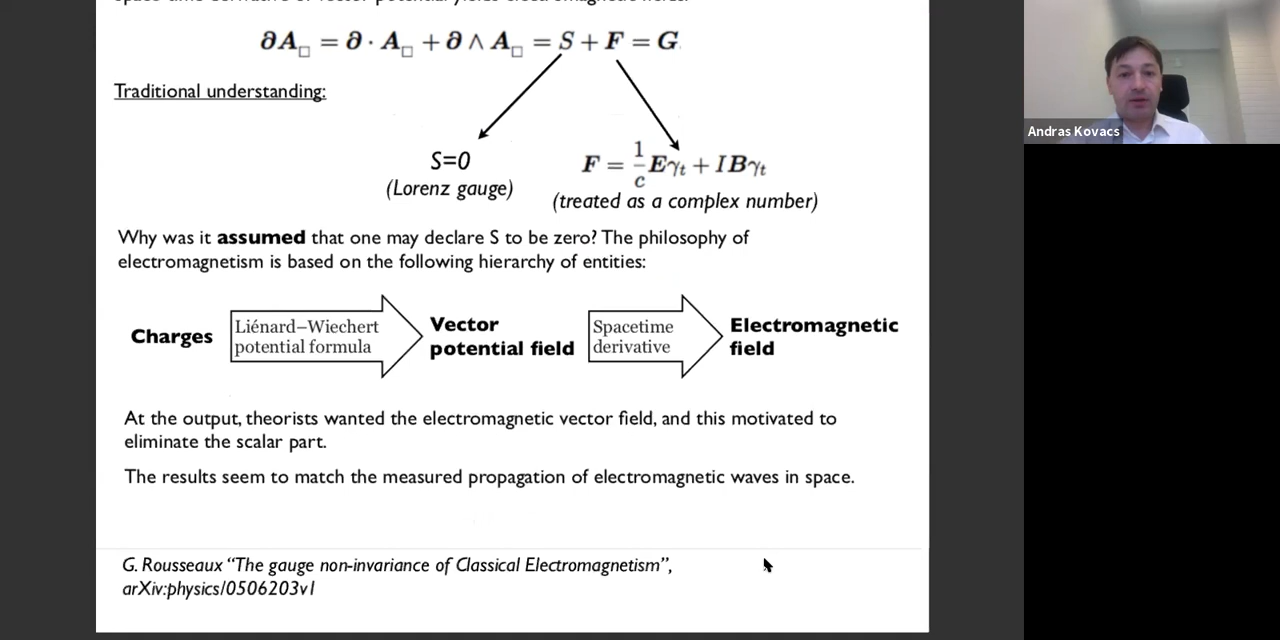 ∂A□ = ∂ · A□ + ∂ ∧ A□ = S + F = G
Traditional understanding:
S=0
(Lorenz gauge)
F = 1/c Eγt + IBγt
(treated as a complex number)
Why was it assumed that one may declare S to be zero? The philosophy of
electromagnetism is based on the following hierarchy of entities:
Charges
Liénard–Wiechert
potential formula
Vector
potential field
Spacetime
derivative
Electromagnetic
field
At the output, theorists wanted the electromagnetic vector field, and this motivated to
eliminate the scalar part.
The results seem to match the measured propagation of electromagnetic waves in space.
G. Rousseaux “The gauge non-invariance of Classical Electromagnetism”,
arXiv:physics/0506203v1
Andras Kovacs